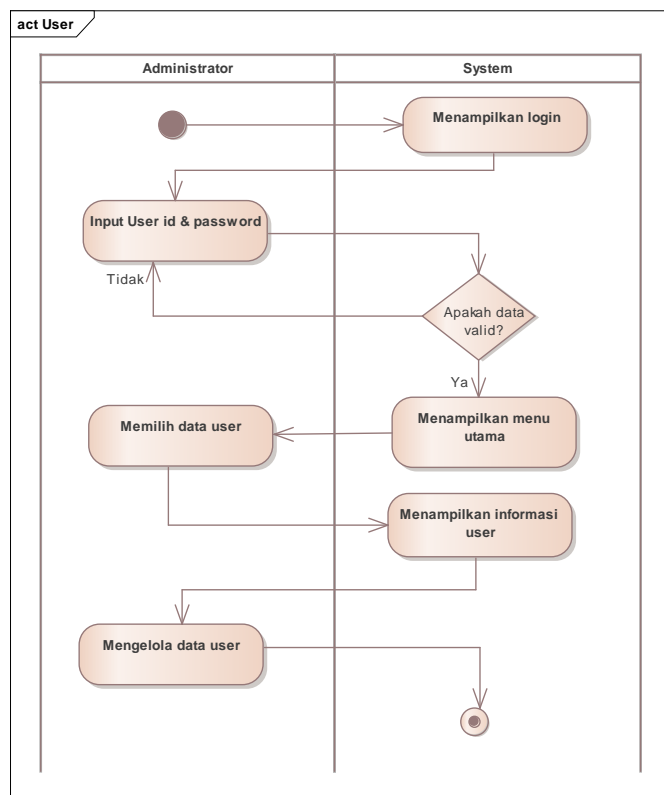 act User
Administrator
System
Menampilkan login
Input User id & password
Tidak
Apakah data
valid?
Ya
Menampilkan menu
utama
Memilih data user
Menampilkan informasi
user
Mengelola data user